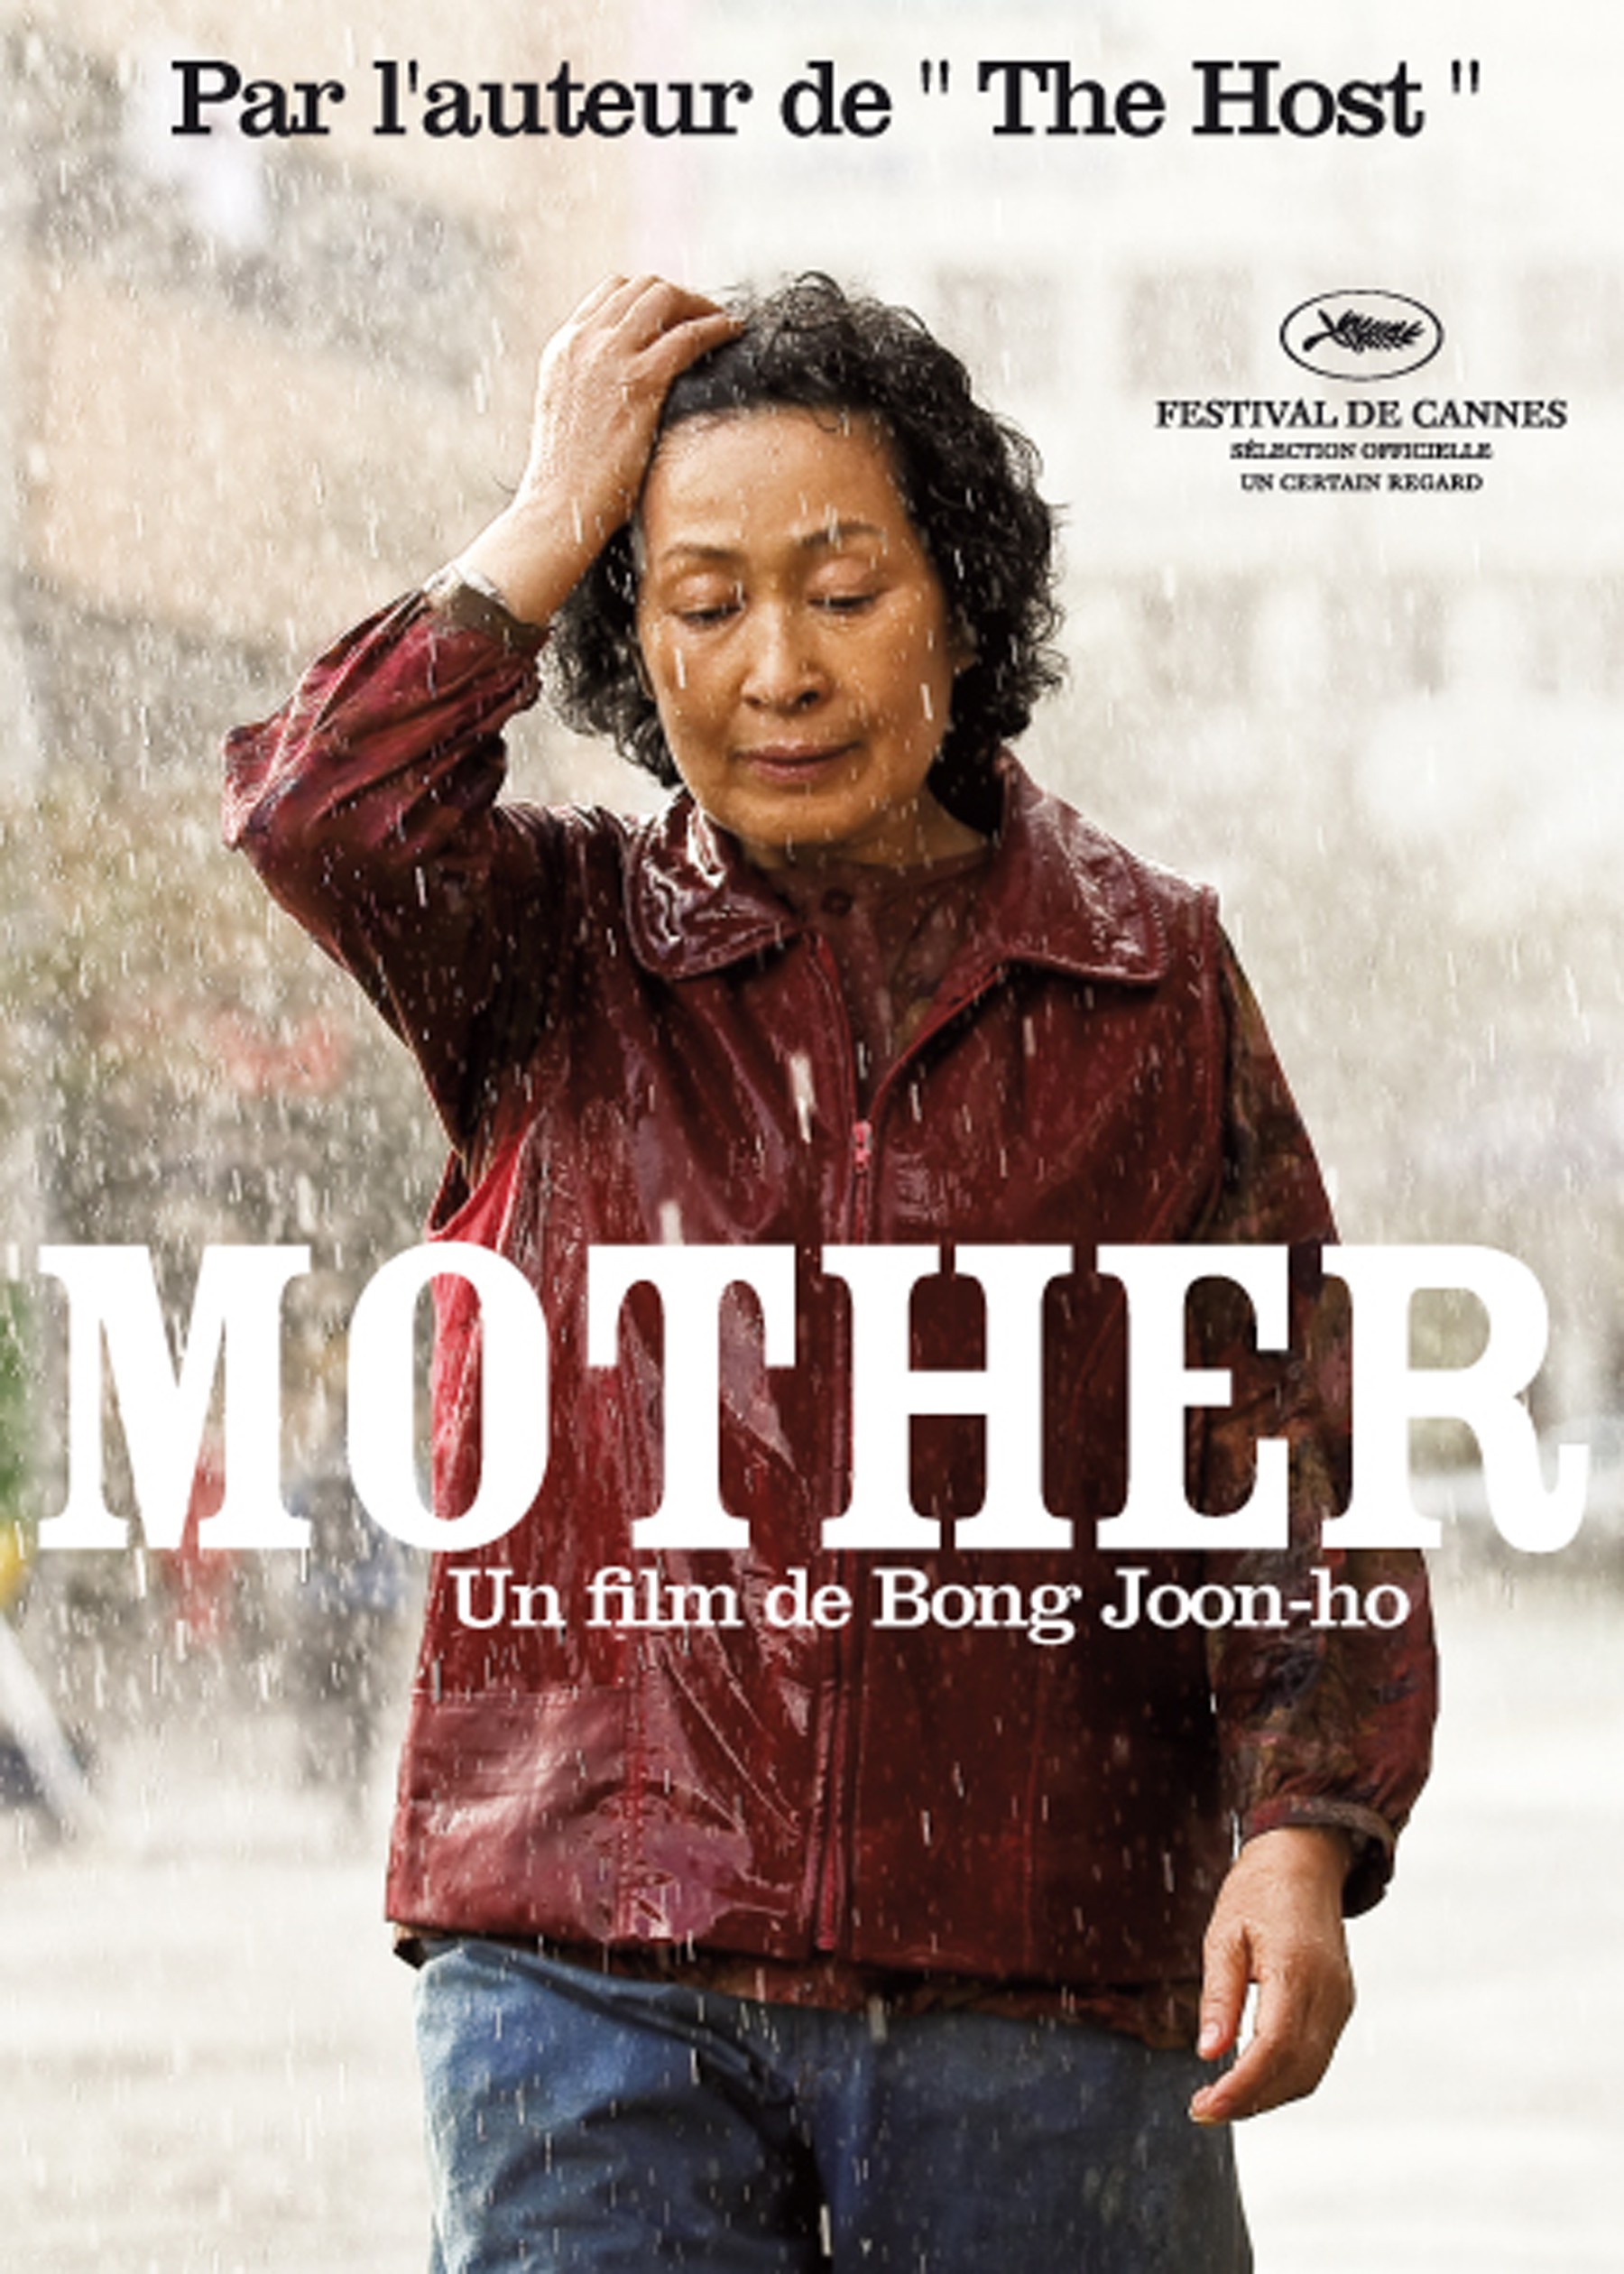 Par l'auteur de " The Host "
FESTIVAL DE CANNES
SÉLECTION OFFICIELLE
UN CERTAIN REGARD
MOTHER
Un film de Bong Joon-ho